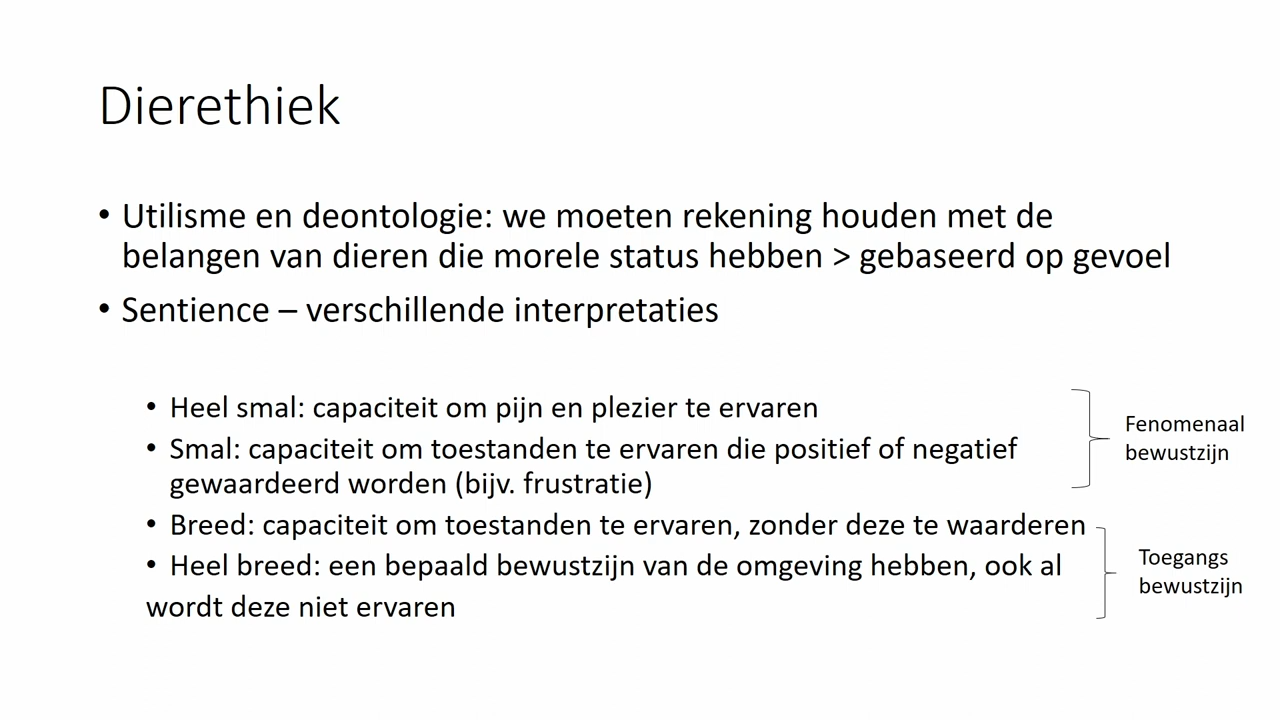 Dierethiek
• Utilisme en deontologie: we moeten rekening houden met de
belangen van dieren die morele status hebben > gebaseerd op gevoel
• Sentience – verschillende interpretaties
• Heel smal: capaciteit om pijn en plezier te ervaren
• Smal: capaciteit om toestanden te ervaren die positief of negatief
gewaardeerd worden (bijv. frustratie)
Fenomenaal
bewustzijn
• Breed: capaciteit om toestanden te ervaren, zonder deze te waarderen
• Heel breed: een bepaald bewustzijn van de omgeving hebben, ook al
wordt deze niet ervaren
Toegangs
bewustzijn